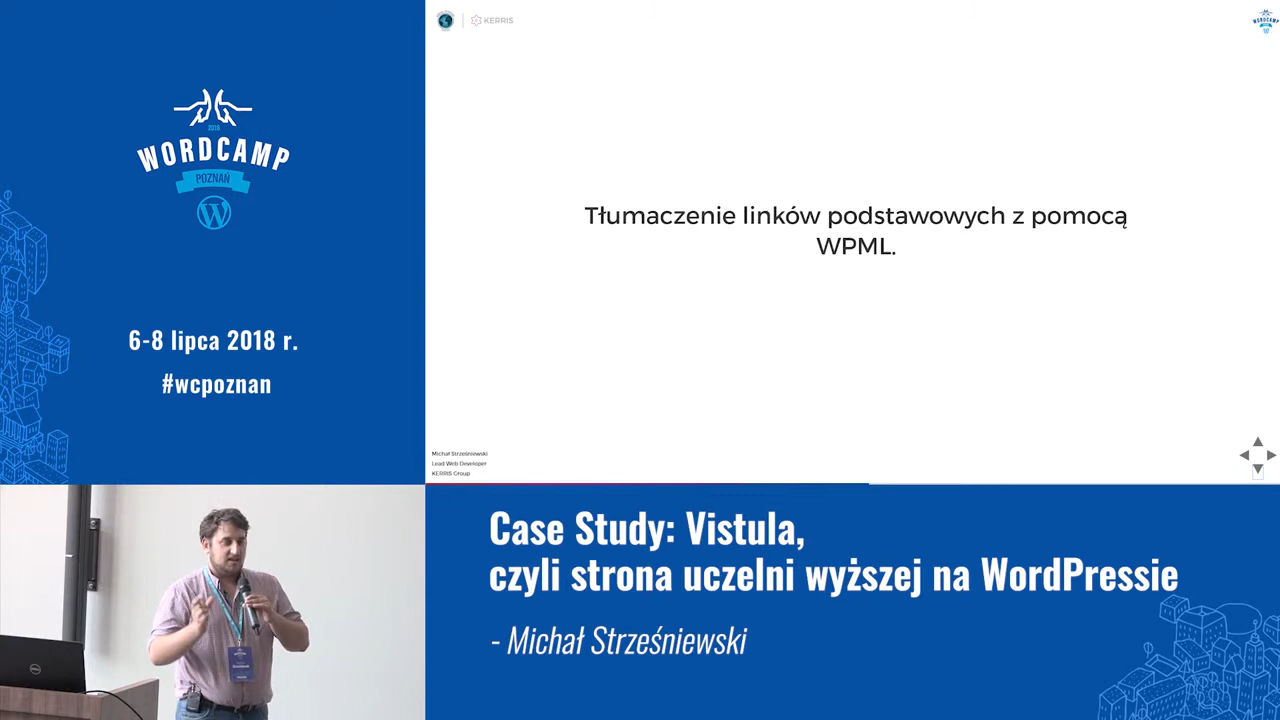 2018
WORDCAMP
POZNAŃ
6-8 lipca 2018 r.
#wcpoznan
KERRIS
WORDCAMP
Tłumaczenie linków podstawowych z pomocą
WPML.
Michał Strześniewski
Lead Web Developer
KERRIS Group
Case Study: Vistula,
czyli strona uczelni wyższej na WordPressie
- Michał Strześniewski